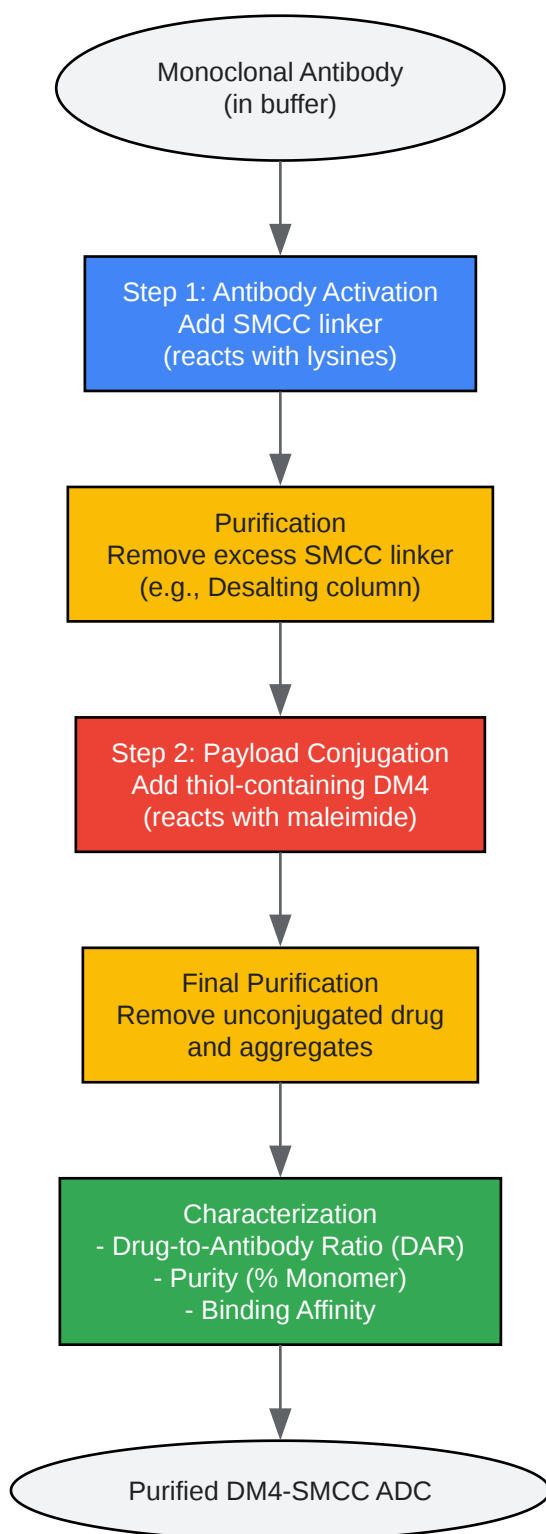 Monoclonal Antibody
(in buffer)
Step 1: Antibody Activation
Add SMCC linker
(reacts with lysines)
Purification
Remove excess SMCC linker
(e.g., Desalting column)
Step 2: Payload Conjugation
Add thiol-containing DM4
(reacts with maleimide)
Final Purification
Remove unconjugated drug
and aggregates
Characterization
- Drug-to-Antibody Ratio (DAR)
- Purity (% Monomer)
- Binding Affinity
Purified DM4-SMCC ADC